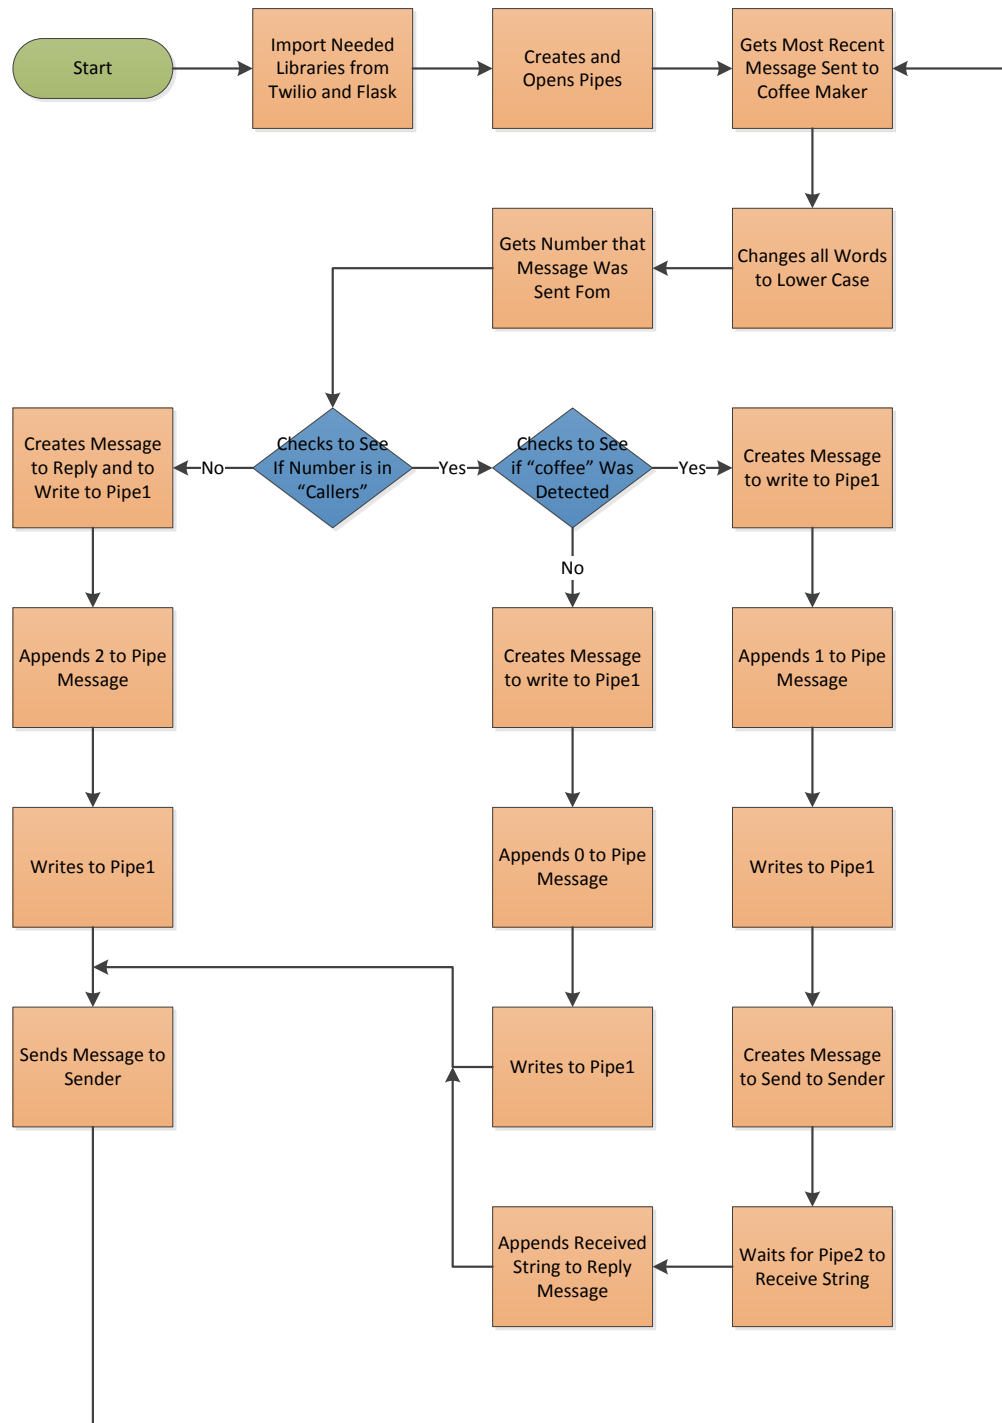 Start
Import Needed
Libraries from
Twilio and Flask
Creates and
Opens Pipes
Gets Most Recent
Message Sent to
Coffee Maker
Gets Number that
Message Was
Sent Fom
Changes all Words
to Lower Case
Creates Message
to Reply and to
Write to Pipe1
No
Checks to See
If Number is in
“Callers”
Yes
Checks to See
if “coffee” Was
Detected
Yes
Creates Message
to write to Pipe1
No
Appends 2 to Pipe
Message
Creates Message
to write to Pipe1
Appends 1 to Pipe
Message
Writes to Pipe1
Appends 0 to Pipe
Message
Writes to Pipe1
Sends Message to
Sender
Writes to Pipe1
Creates Message
to Send to Sender
Appends Received
String to Reply
Message
Waits for Pipe2 to
Receive String